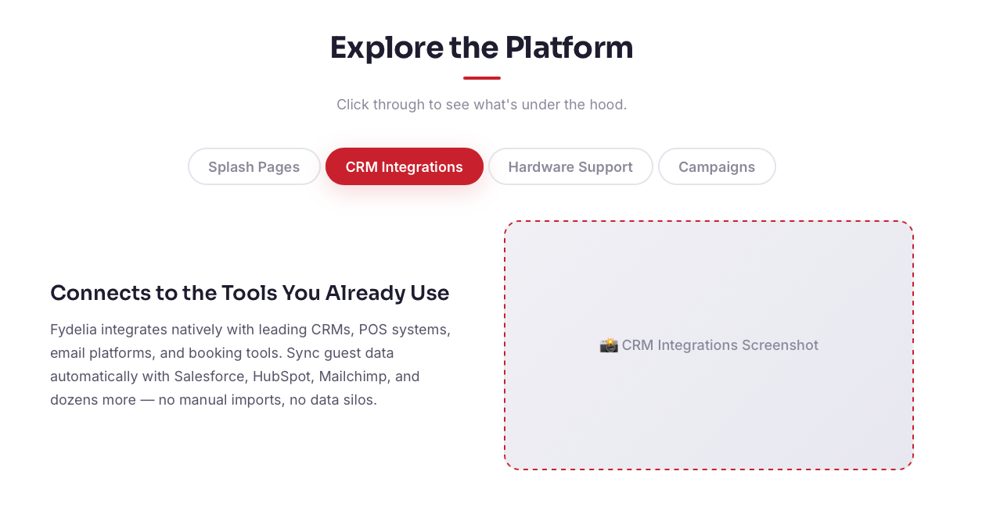 Explore the Platform
Click through to see what's under the hood.
Splash Pages
CRM Integrations
Hardware Support
Campaigns
Connects to the Tools You Already Use
Fydelia integrates natively with leading CRMs, POS systems,
email platforms, and booking tools. Sync guest data
automatically with Salesforce, HubSpot, Mailchimp, and
dozens more — no manual imports, no data silos.
📸 CRM Integrations Screenshot